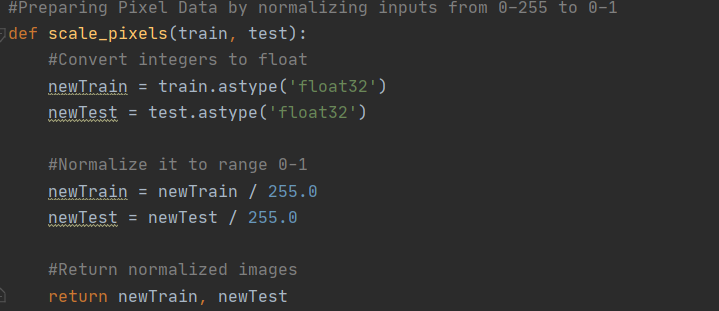 #Preparing Pixel Data by normalizing inputs from 0-255 to 0-1
def scale_pixels(train, test):
    #Convert integers to float
    newTrain = train.astype('float32')
    newTest = test.astype('float32')

    #Normalize it to range 0-1
    newTrain = newTrain / 255.0
    newTest = newTest / 255.0

    #Return normalized images
    return newTrain, newTest